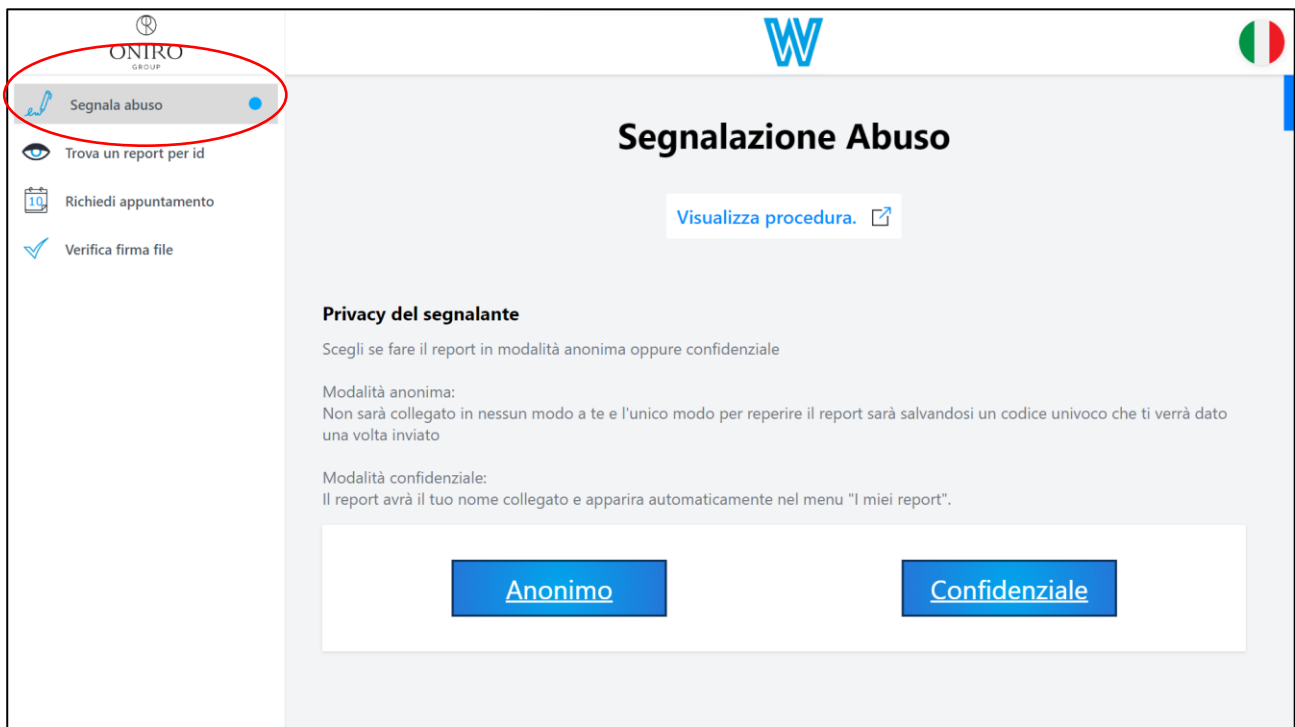 ONIRO
GROUP
Segnala abuso
Trova un report per id
10
Richiedi appuntamento
Verifica firma file
W
Segnalazione Abuso
Visualizza procedura.
Privacy del segnalante
Scegli se fare il report in modalità anonima oppure confidenziale
Modalità anonima:
Non sarà collegato in nessun modo a te e l'unico modo per reperire il report sarà salvandosi un codice univoco che ti verrà dato
una volta inviato
Modalità confidenziale:
Il report avrà il tuo nome collegato e apparira automaticamente nel menu "I miei report".
Anonimo
Confidenziale